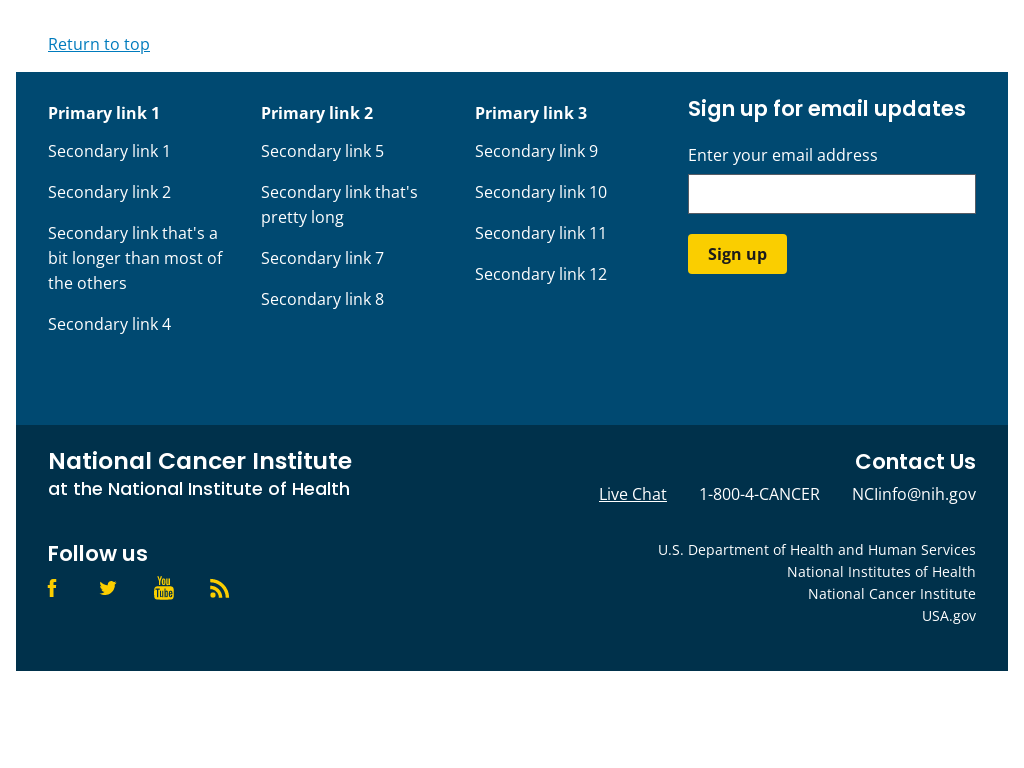 Return to top
Primary link 1
Secondary link 1
Secondary link 2
Secondary link that's a
bit longer than most of
the others
Secondary link 4
Primary link 2
Secondary link 5
Secondary link that's
pretty long
Secondary link 7
Secondary link 8
Primary link 3
Secondary link 9
Secondary link 10
Secondary link 11
Secondary link 12
Sign up for email updates
Enter your email address
Sign up
National Cancer Institute
at the National Institute of Health
Contact Us
Live Chat 1-800-4-CANCER NCIinfo@nih.gov
Follow us
You
Tube
U.S. Department of Health and Human Services
National Institutes of Health
National Cancer Institute
USA.gov